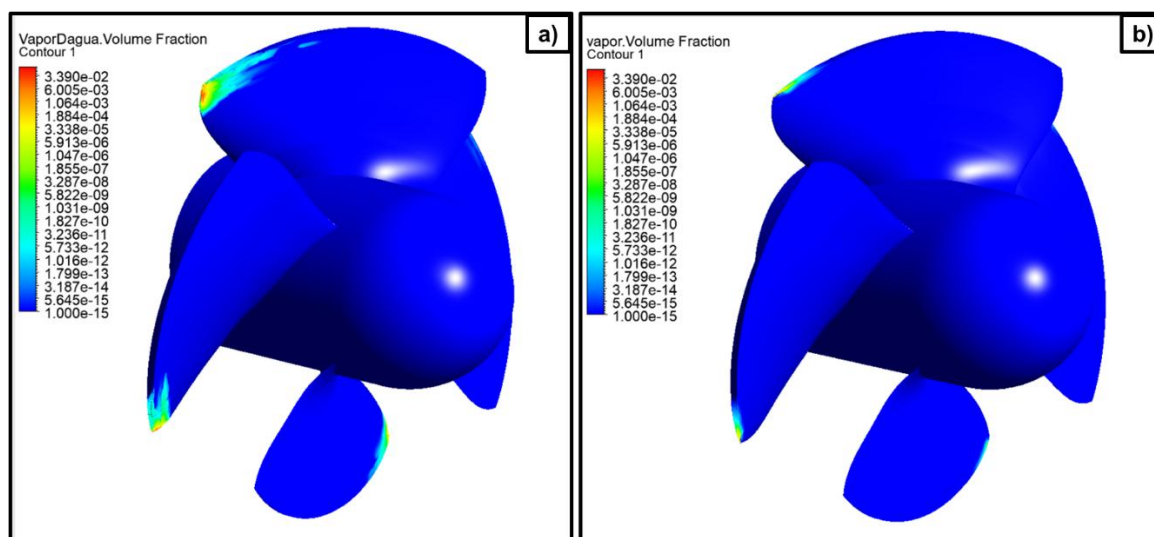 a)
VaporDagua.Volume Fraction
Contour 1
3.390e-02
6.005e-03
1.064e-03
1.884e-04
3.338e-05
5.913e-06
1.047e-06
1.855e-07
3.287e-08
5.822e-09
1.031e-09
1.827e-10
3.236e-11
5.733e-12
1.016e-12
1.799e-13
3.187e-14
5.645e-15
1.000e-15
b)
vapor.Volume Fraction
Contour 1
3.390e-02
6.005e-03
1.064e-03
1.884e-04
3.338e-05
5.913e-06
1.047e-06
1.855e-07
3.287e-08
5.822e-09
1.031e-09
1.827e-10
3.236e-11
5.733e-12
1.016e-12
1.799e-13
3.187e-14
5.645e-15
1.000e-15